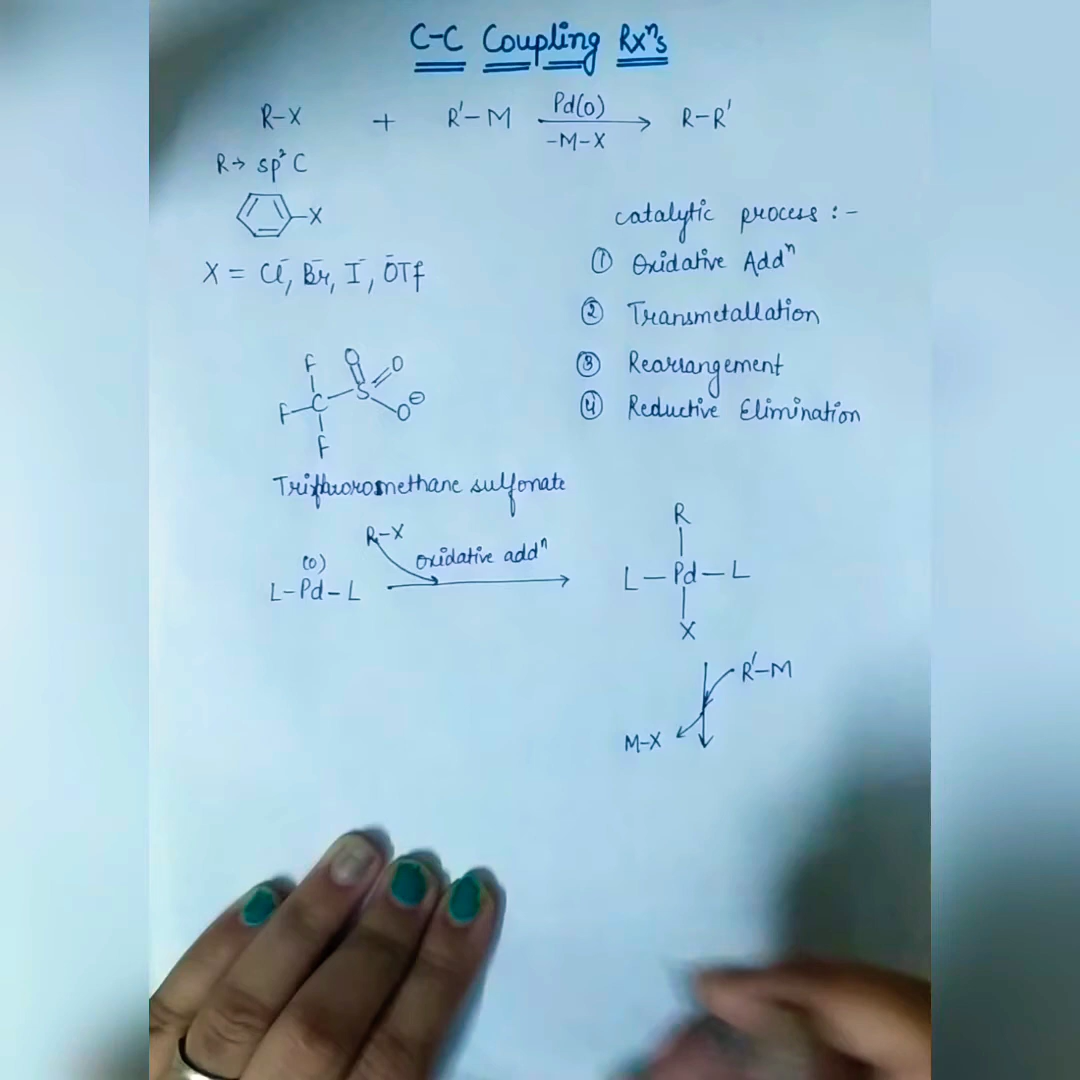 C-C Coupling Rxⁿs
R-X + R'-M Pd(0) -M-X R-R'
R→ sp² C
X
X = Cl⁻, Br⁻, I⁻, ⁻OTf
catalytic process :-
① Oxidative Addⁿ
② Transmetallation
③ Rearrangement
④ Reductive Elimination
F O O
F-C-S
O⊖
F
Trifluoromethane sulfonate
R-X
(0) oxidative addⁿ
L-Pd-L
R
L-Pd-L
X
R'-M
M-X